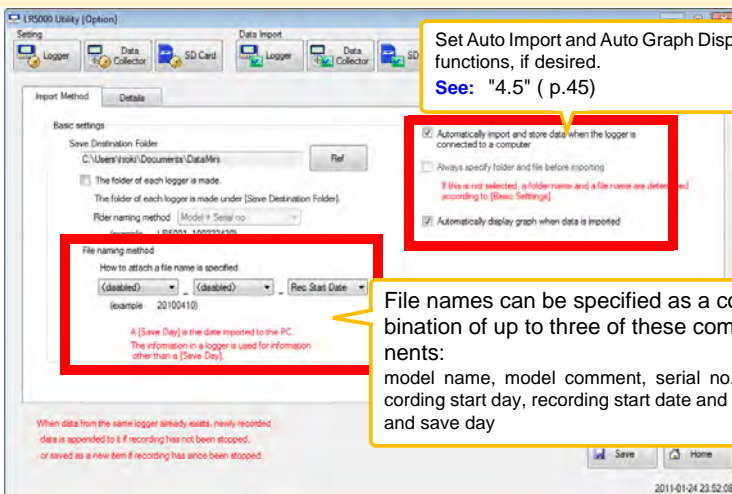 LR5000 Utility [Option]
Setting
Data Import
Logger
Data Collector
SD Card
Logger
Data Collector
SD
Set Auto Import and Auto Graph Disp
functions, if desired.
See: "4.5" ( p.45)
Import Method
Details
Basic settings
Save Destination Folder
C:\Users\hioki\Documents\DataMini
Ref
The folder of each logger is made.
The folder of each logger is made under [Save Destination Folder].
naming method
Model + Serial no.
(example
Automatically import and store data when the logger is
connected to a computer
Always specify folder and file before importing
If this is not selected, a folder name and a file name are determined
according to [Basic Settings].
Automatically display graph when data is imported
File naming method
How to attach a file name is specified.
(disabled) _ (disabled) _ Rec Start Date
(example 20100410)
A [Save Day] is the date imported to the PC.
The information in a logger is used for information
other than a [Save Day].
File names can be specified as a co
bination of up to three of these com
nents:
model name, model comment, serial no.
cording start day, recording start date and
and save day
When data from the same logger already exists, newly recorded
data is appended to it if recording has not been stopped,
or saved as a new item if recording has since been stopped.
Save
Home
2011-01-24 23:52:08